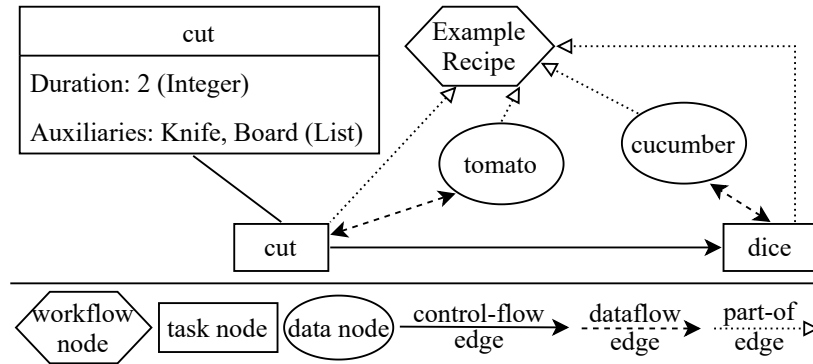 cut
Duration: 2 (Integer)
Auxiliaries: Knife, Board (List)
Example
Recipe
tomato
cucumber
cut
dice
workflow
node
task node
data node
control-flow
edge
dataflow
edge
part-of
edge